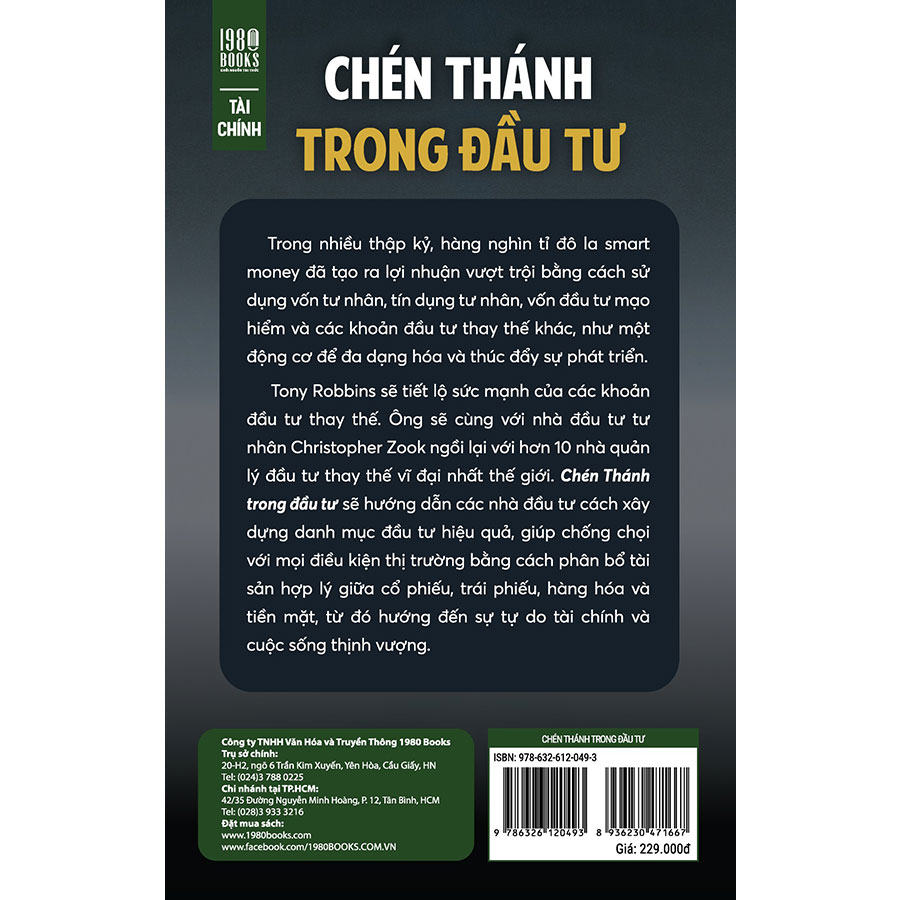 1980
BOOKS
KHƠI NGUỒN TRI THỨC
TÀI
CHÍNH
CHÉN THÁNH
TRONG ĐẦU TƯ
Trong nhiều thập kỷ, hàng nghìn tỉ đô la smart
money đã tạo ra lợi nhuận vượt trội bằng cách sử
dụng vốn tư nhân, tín dụng tư nhân, vốn đầu tư mạo
hiểm và các khoản đầu tư thay thế khác, như một
động cơ để đa dạng hóa và thúc đẩy sự phát triển.
Tony Robbins sẽ tiết lộ sức mạnh của các khoản
đầu tư thay thế. Ông sẽ cùng với nhà đầu tư tư
nhân Christopher Zook ngồi lại với hơn 10 nhà quản
lý đầu tư thay thế vĩ đại nhất thế giới. Chén Thánh
trong đầu tư sẽ hướng dẫn các nhà đầu tư cách xây
dựng danh mục đầu tư hiệu quả, giúp chống chọi
với mọi điều kiện thị trường bằng cách phân bổ tài
sản hợp lý giữa cổ phiếu, trái phiếu, hàng hóa và
tiền mặt, từ đó hướng đến sự tự do tài chính và
cuộc sống thịnh vượng.
Công ty TNHH Văn Hóa và Truyền Thông 1980 Books
Trụ sở chính:
20-H2, ngõ 6 Trần Kim Xuyến, Yên Hòa, Cầu Giấy, HN
Tel: (024)3 788 0225
Chi nhánh tại TP.HCM:
42/35 Đường Nguyễn Minh Hoàng, P. 12, Tân Bình, HCM
Tel: (028)3 933 3216
Đặt mua sách:
www.1980books.com
www.facebook.com/1980BOOKS.COM.VN
CHÉN THÁNH TRONG ĐẦU TƯ
ISBN: 978-632-612-049-3
9 786326 120493
8 936230 471667
Giá: 229.000đ